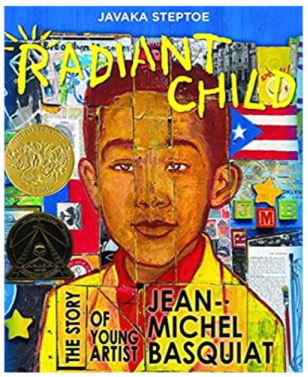 JAVAKA STEPTOE
RADIANT
CHILD
THE STORY
OF YOUNG
ARTIST
JEAN-
MICHEL
BASQUIAT